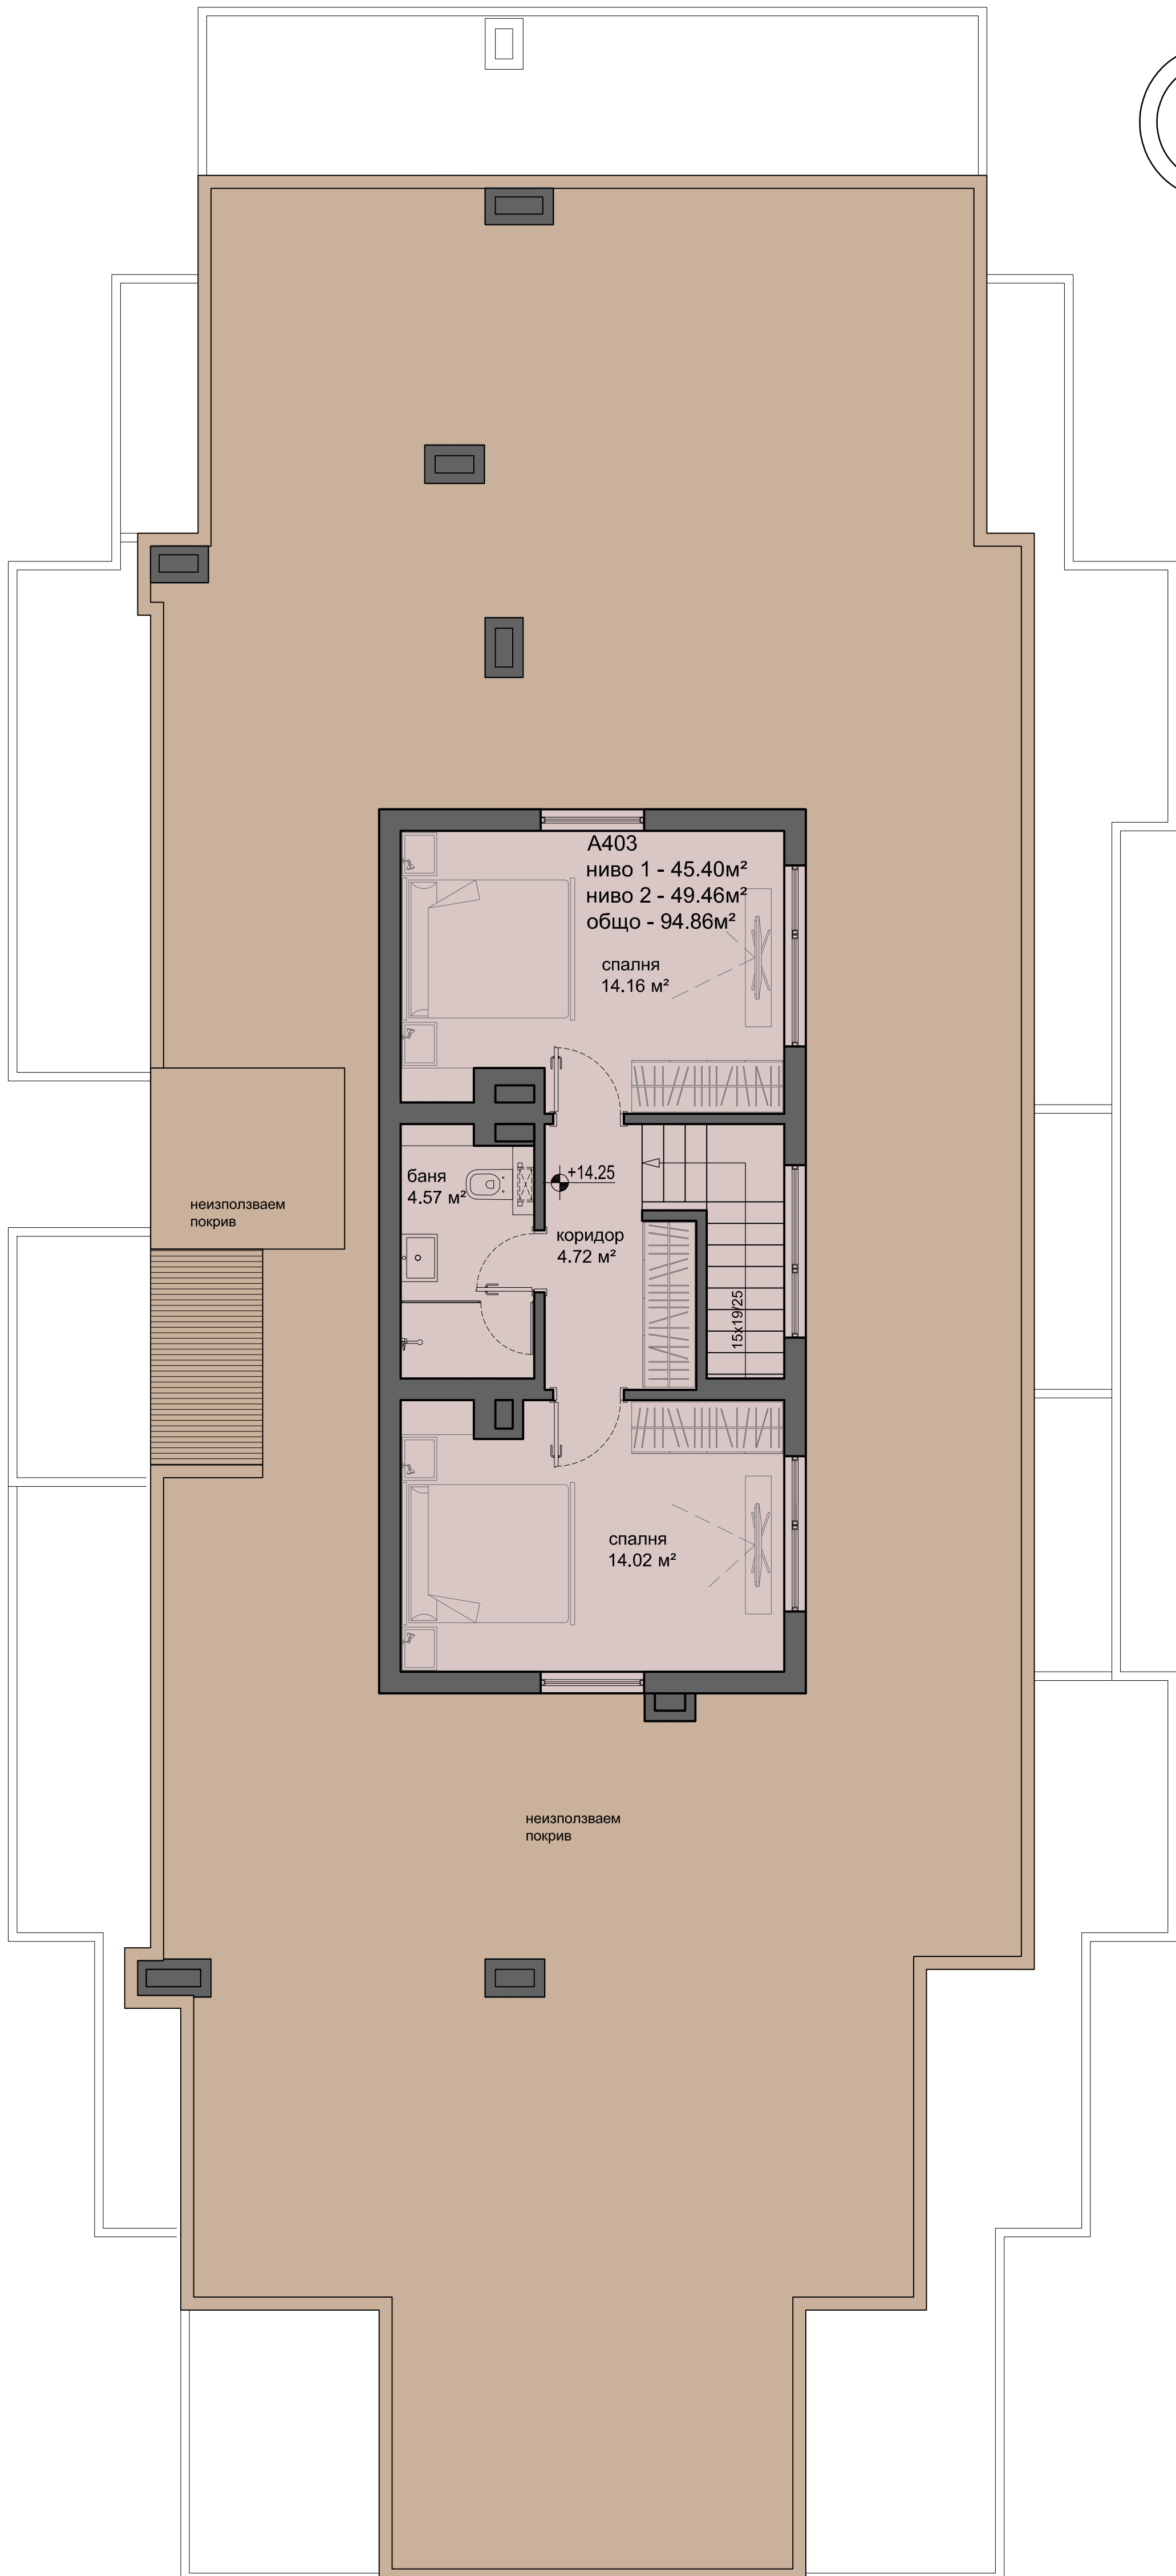 А403
ниво 1 - 45.40м²
ниво 2 - 49.46м²
общо - 94.86м²
спалня
14.16 м²
баня
4.57 м²
+14.25
неизползваем
покрив
коридор
4.72 м²
15x19/25
спалня
14.02 м²
неизползваем
покрив